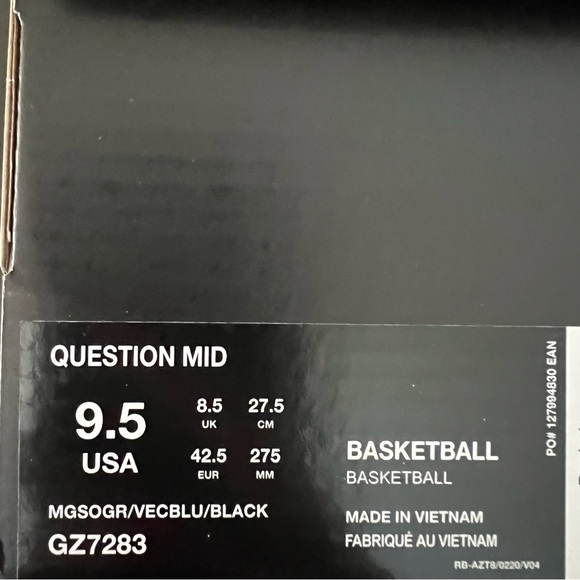 QUESTION MID
9.5
USA
8.5
UK
27.5
CM
42.5
EUR
275
MM
MGSOGR/VECBLU/BLACK
GZ7283
BASKETBALL
BASKETBALL
MADE IN VIETNAM
FABRIQUÉ AU VIETNAM
RB-AZT8/0220/V04
PO# 127994830 EAN